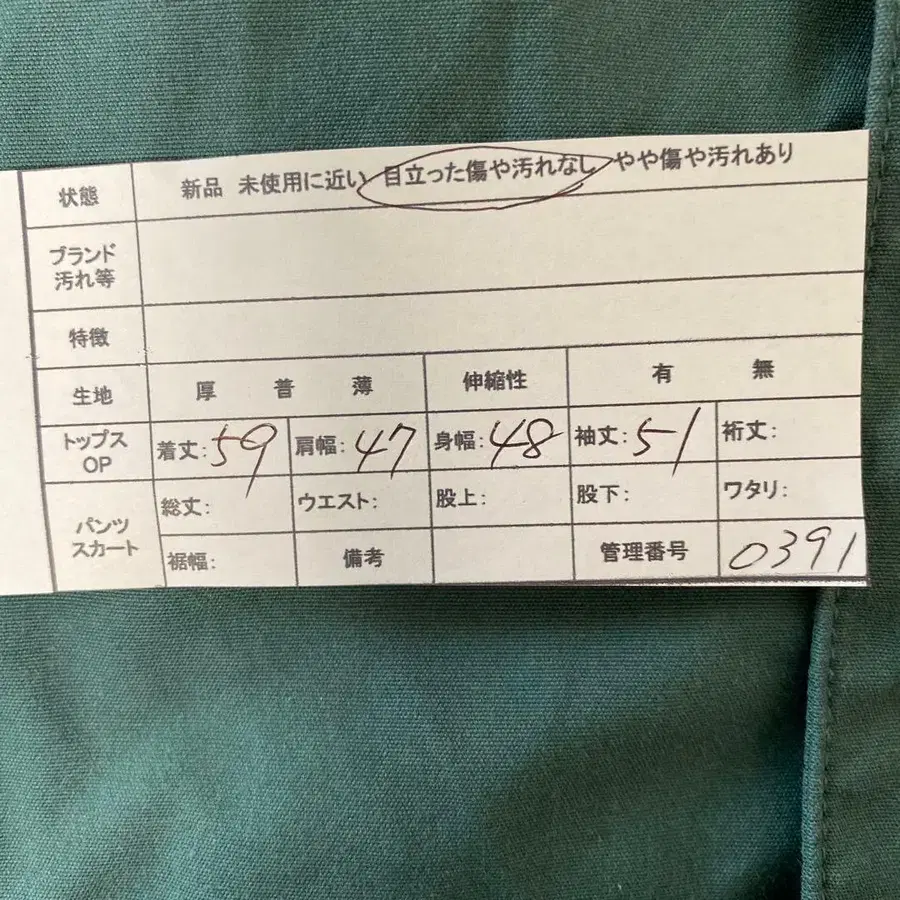 状態 新品 未使用に近い 目立った傷や汚れなし やや傷や汚れあり
ブランド
汚れ等
特徴
生地 厚 普 薄 伸縮性 有 無
トップス
OP 着丈:59 肩幅:47 身幅:48 袖丈:51 裄丈:
パンツ
スカート 総丈: ウエスト: 股上: 股下: ワタリ:
裾幅: 備考 管理番号 0391